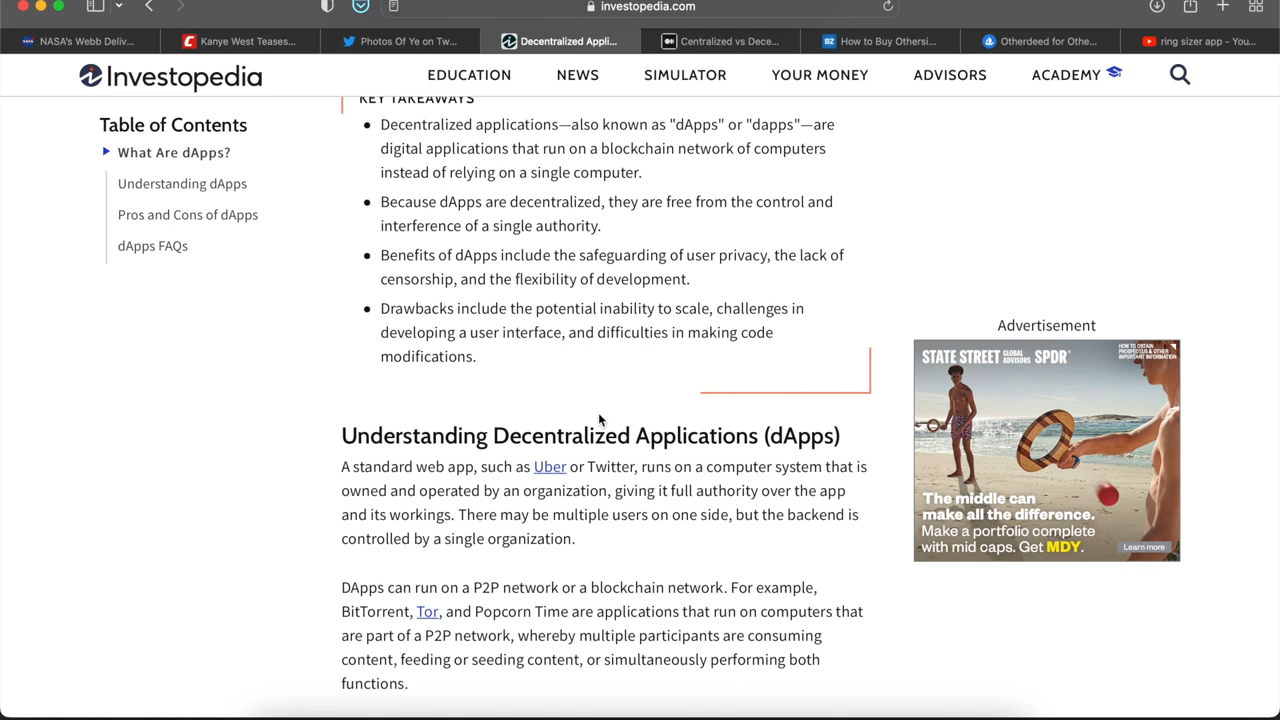 investopedia.com
NASA's Webb Deliv...
Kanye West Teases...
Photos Of Ye on Tw...
Decentralized Appli...
Centralized vs Dece...
BZ
How to Buy Othersi...
Otherdeed for Othe...
ring sizer app - You...
Investopedia
EDUCATION
NEWS
SIMULATOR
YOUR MONEY
ADVISORS
ACADEMY
Table of Contents
What Are dApps?
Understanding dApps
Pros and Cons of dApps
dApps FAQs
KEY TAKEAWAYS
Decentralized applications—also known as "dApps" or "dapps"—are
digital applications that run on a blockchain network of computers
instead of relying on a single computer.
Because dApps are decentralized, they are free from the control and
interference of a single authority.
Benefits of dApps include the safeguarding of user privacy, the lack of
censorship, and the flexibility of development.
Drawbacks include the potential inability to scale, challenges in
developing a user interface, and difficulties in making code
modifications.
Understanding Decentralized Applications (dApps)
A standard web app, such as Uber or Twitter, runs on a computer system that is
owned and operated by an organization, giving it full authority over the app
and its workings. There may be multiple users on one side, but the backend is
controlled by a single organization.
DApps can run on a P2P network or a blockchain network. For example,
BitTorrent, Tor, and Popcorn Time are applications that run on computers that
are part of a P2P network, whereby multiple participants are consuming
content, feeding or seeding content, or simultaneously performing both
functions.
Advertisement
STATE STREET GLOBAL ADVISORS SPDR®
HOW TO OBTAIN
PROSPECTUS & OTHER
IMPORTANT INFORMATION
The middle can
make all the difference.
Make a portfolio complete
with mid caps. Get MDY.
Learn more